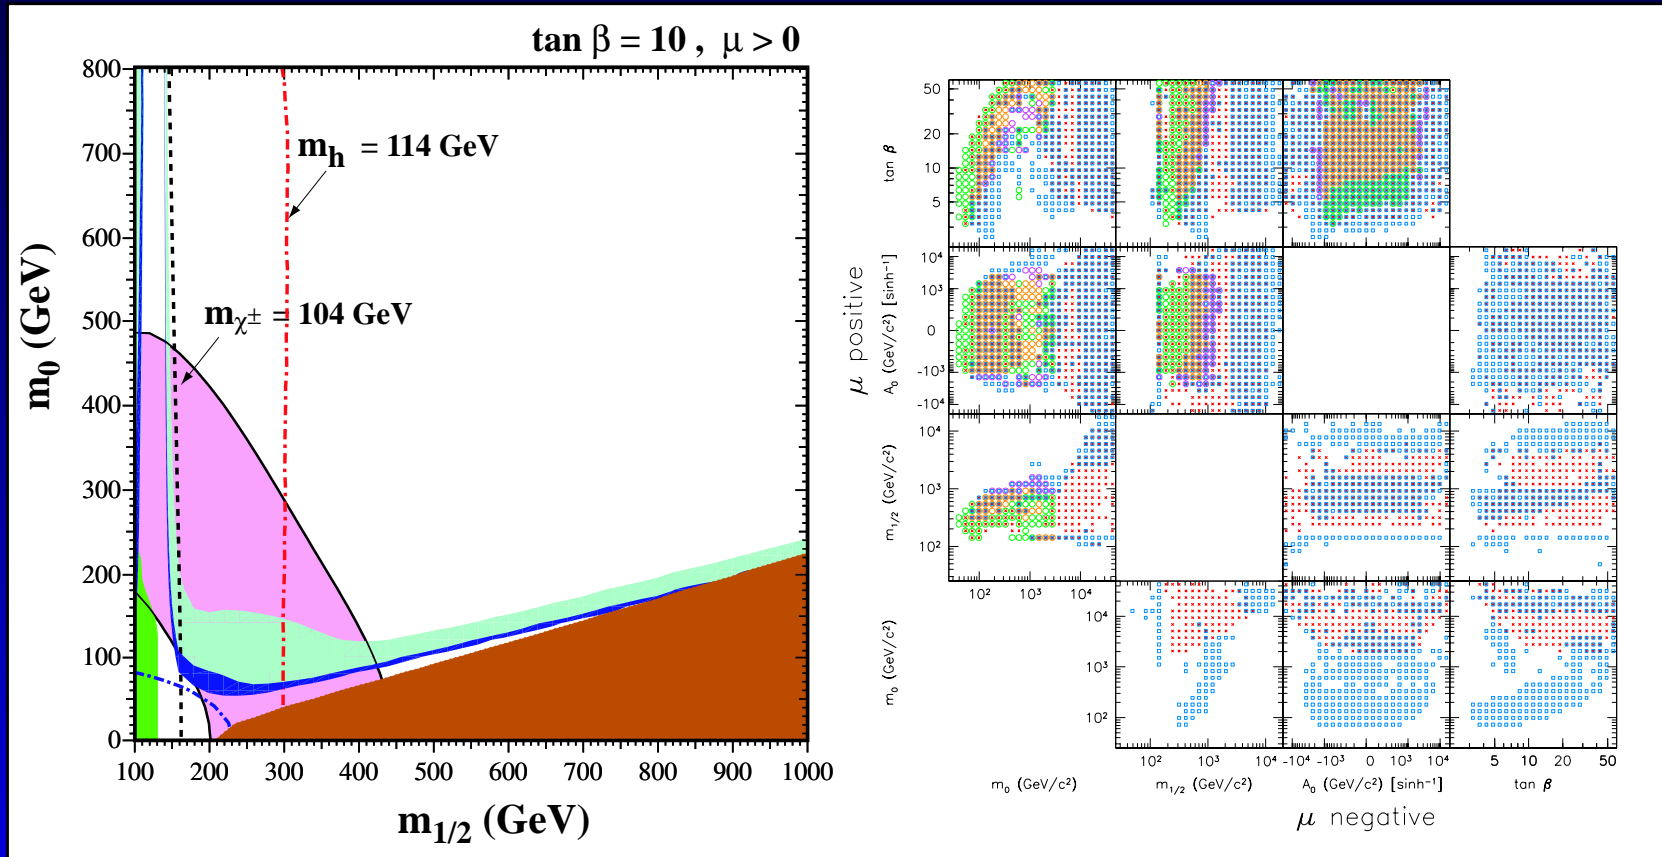 tan β = 10 , μ > 0
800
700
600
500
400
300
200
100
0
m0 (GeV)
mh = 114 GeV
mχ± = 104 GeV
100 200 300 400 500 600 700 800 900 1000
m1/2 (GeV)
μ positive
tan β
50
20
10
5
A0 (GeV/c²) [sinh⁻¹]
10⁴
10³
0
-10³
-10⁴
m1/2 (GeV/c²)
10⁴
10³
10²
10² 10³ 10⁴
m0 (GeV/c²)
10⁴
10³
10²
10² 10³ 10⁴
-10⁴ -10³ 0 10³ 10⁴
5 10 20 50
m0 (GeV/c²)
m1/2 (GeV/c²)
A0 (GeV/c²) [sinh⁻¹]
tan β
μ negative